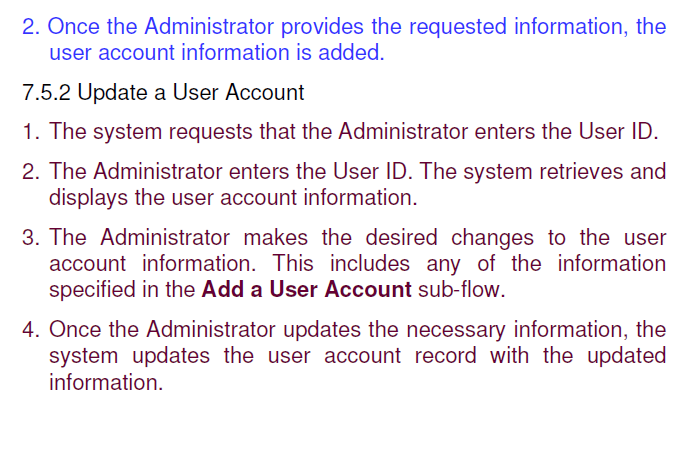 2. Once the Administrator provides the requested information, the
user account information is added.
7.5.2 Update a User Account
1. The system requests that the Administrator enters the User ID.
2. The Administrator enters the User ID. The system retrieves and
displays the user account information.
3. The Administrator makes the desired changes to the user
account information. This includes any of the information
specified in the Add a User Account sub-flow.
4. Once the Administrator updates the necessary information, the
system updates the user account record with the updated
information.